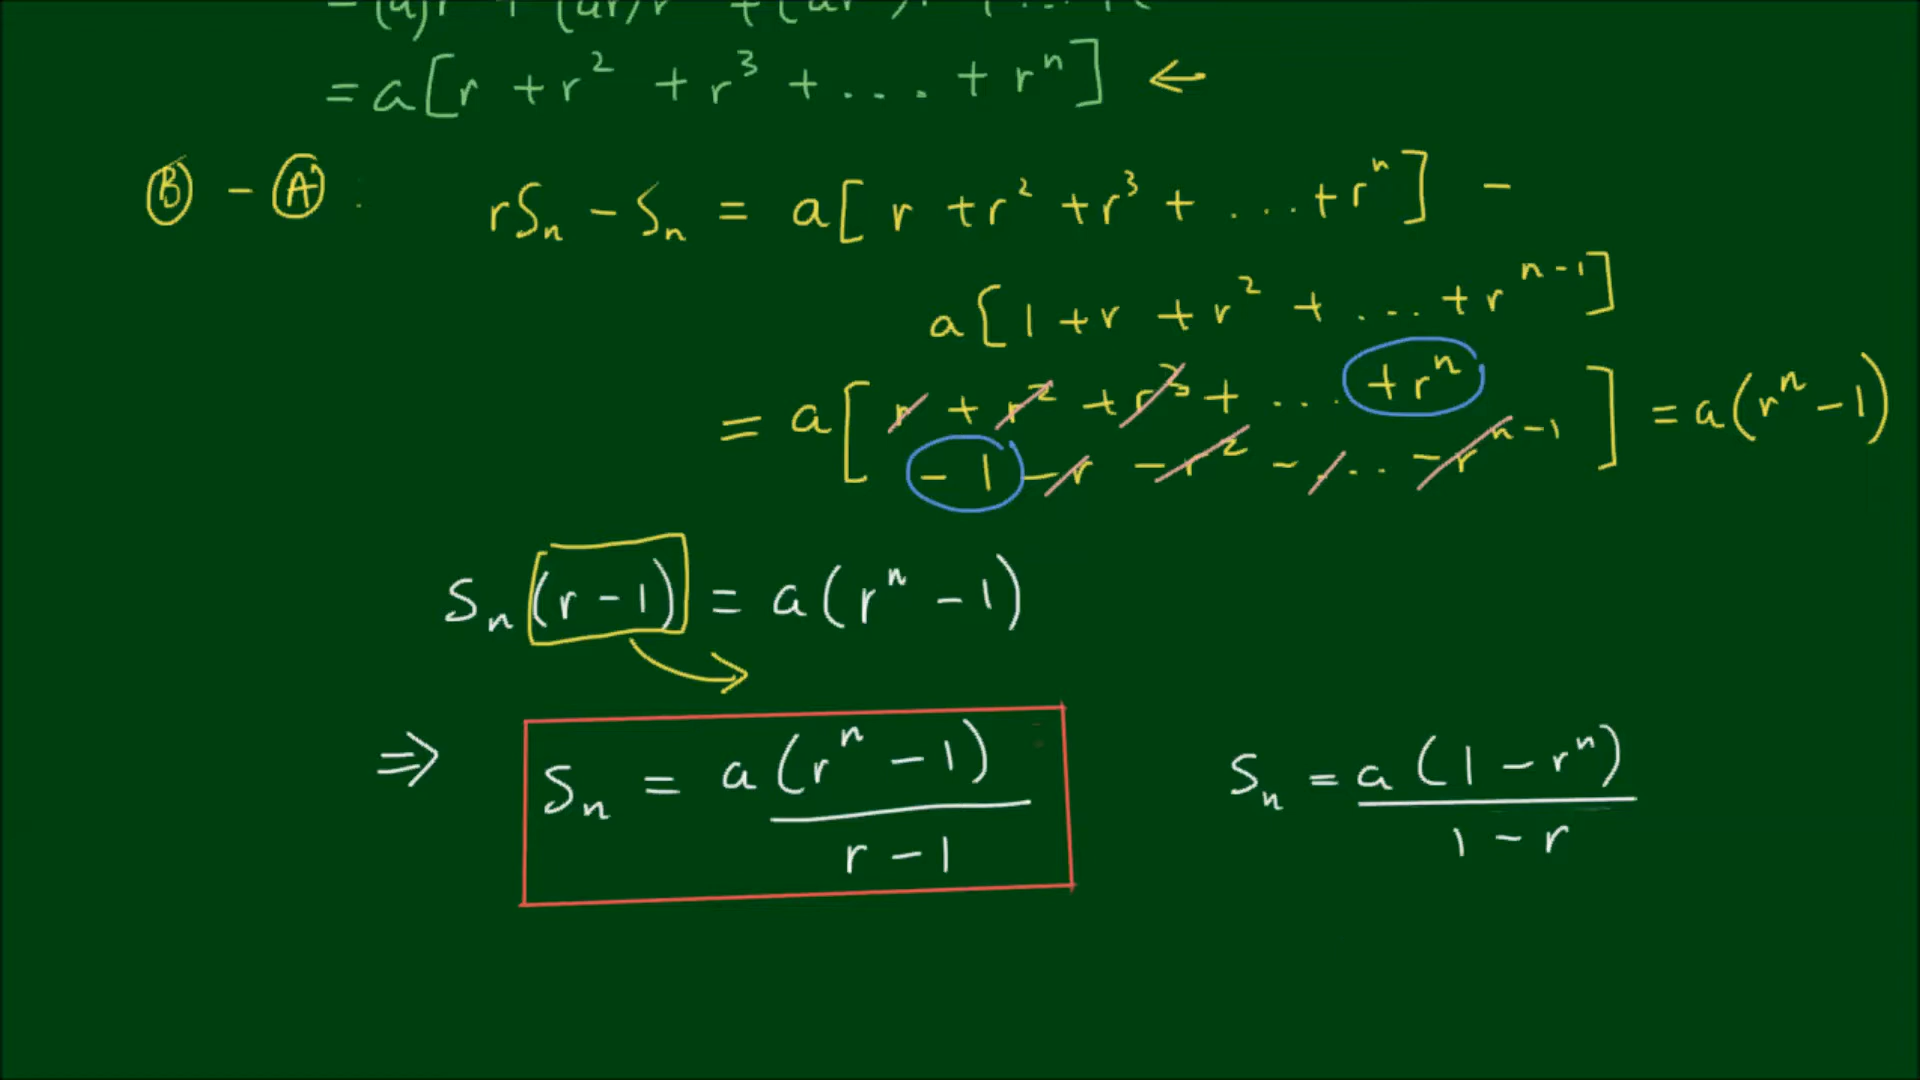 = a[r + r² + r³ + .... + rⁿ] ←
Ⓑ - Ⓐ : rSₙ - Sₙ = a[r + r² + r³ + ... + rⁿ] -
a[1 + r + r² + ... + rⁿ⁻¹]
= a[r + r² + r³ + ... + rⁿ
- 1 - r - r² - ... - rⁿ⁻¹] = a(rⁿ - 1)
Sₙ(r - 1) = a(rⁿ - 1)
⇒ Sₙ = a(rⁿ - 1) / r - 1
Sₙ = a(1 - rⁿ) / 1 - r